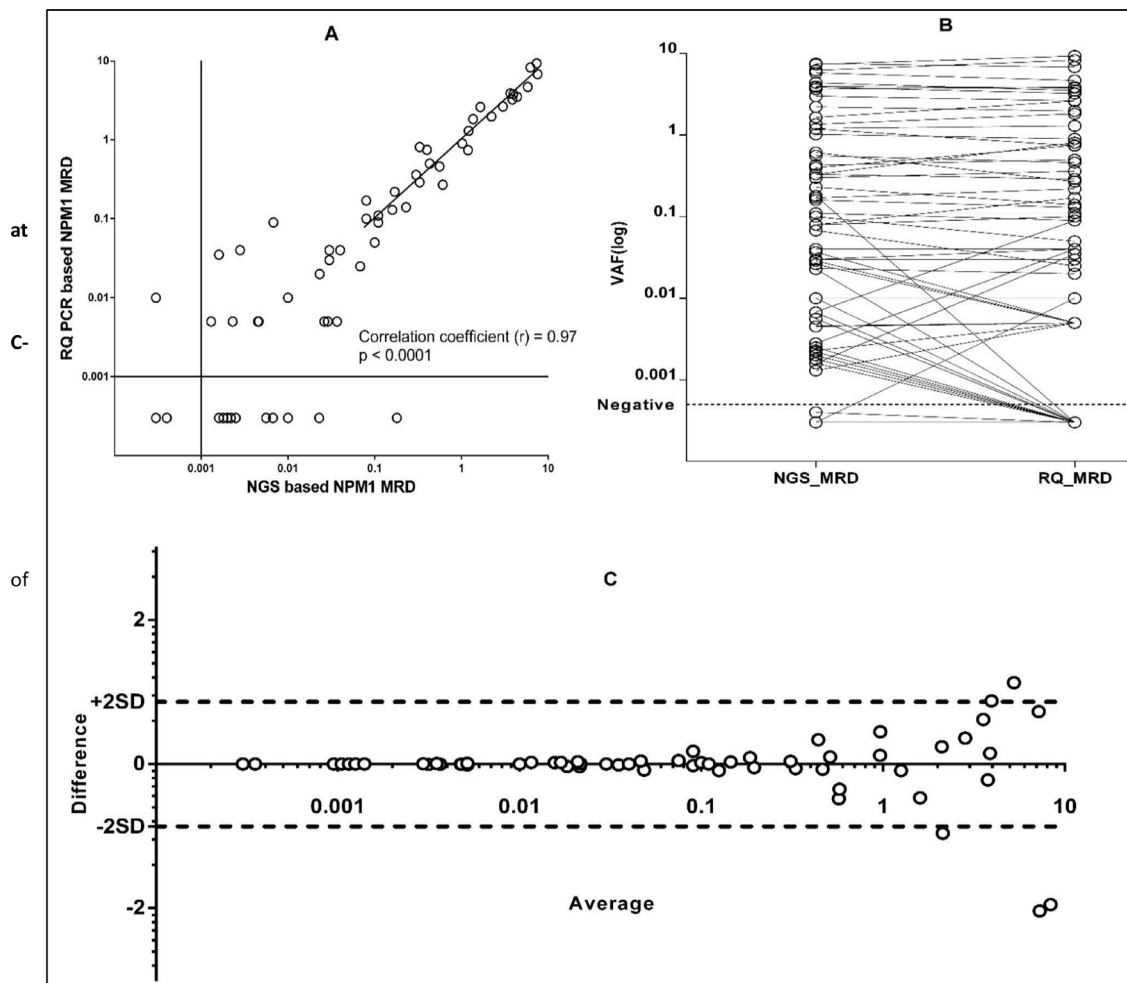 at
C-
of
A
RQ PCR based NPM1 MRD
10
1
0.1
0.01
0.001
Correlation coefficient (r) = 0.97
p < 0.0001
0.001
0.01
0.1
1
10
NGS based NPM1 MRD
B
VAF(log)
10
1
0.1
0.01
0.001
Negative
NGS_MRD
RQ_MRD
C
Difference
2
+2SD
0
-2SD
-2
0.001
0.01
0.1
1
10
Average